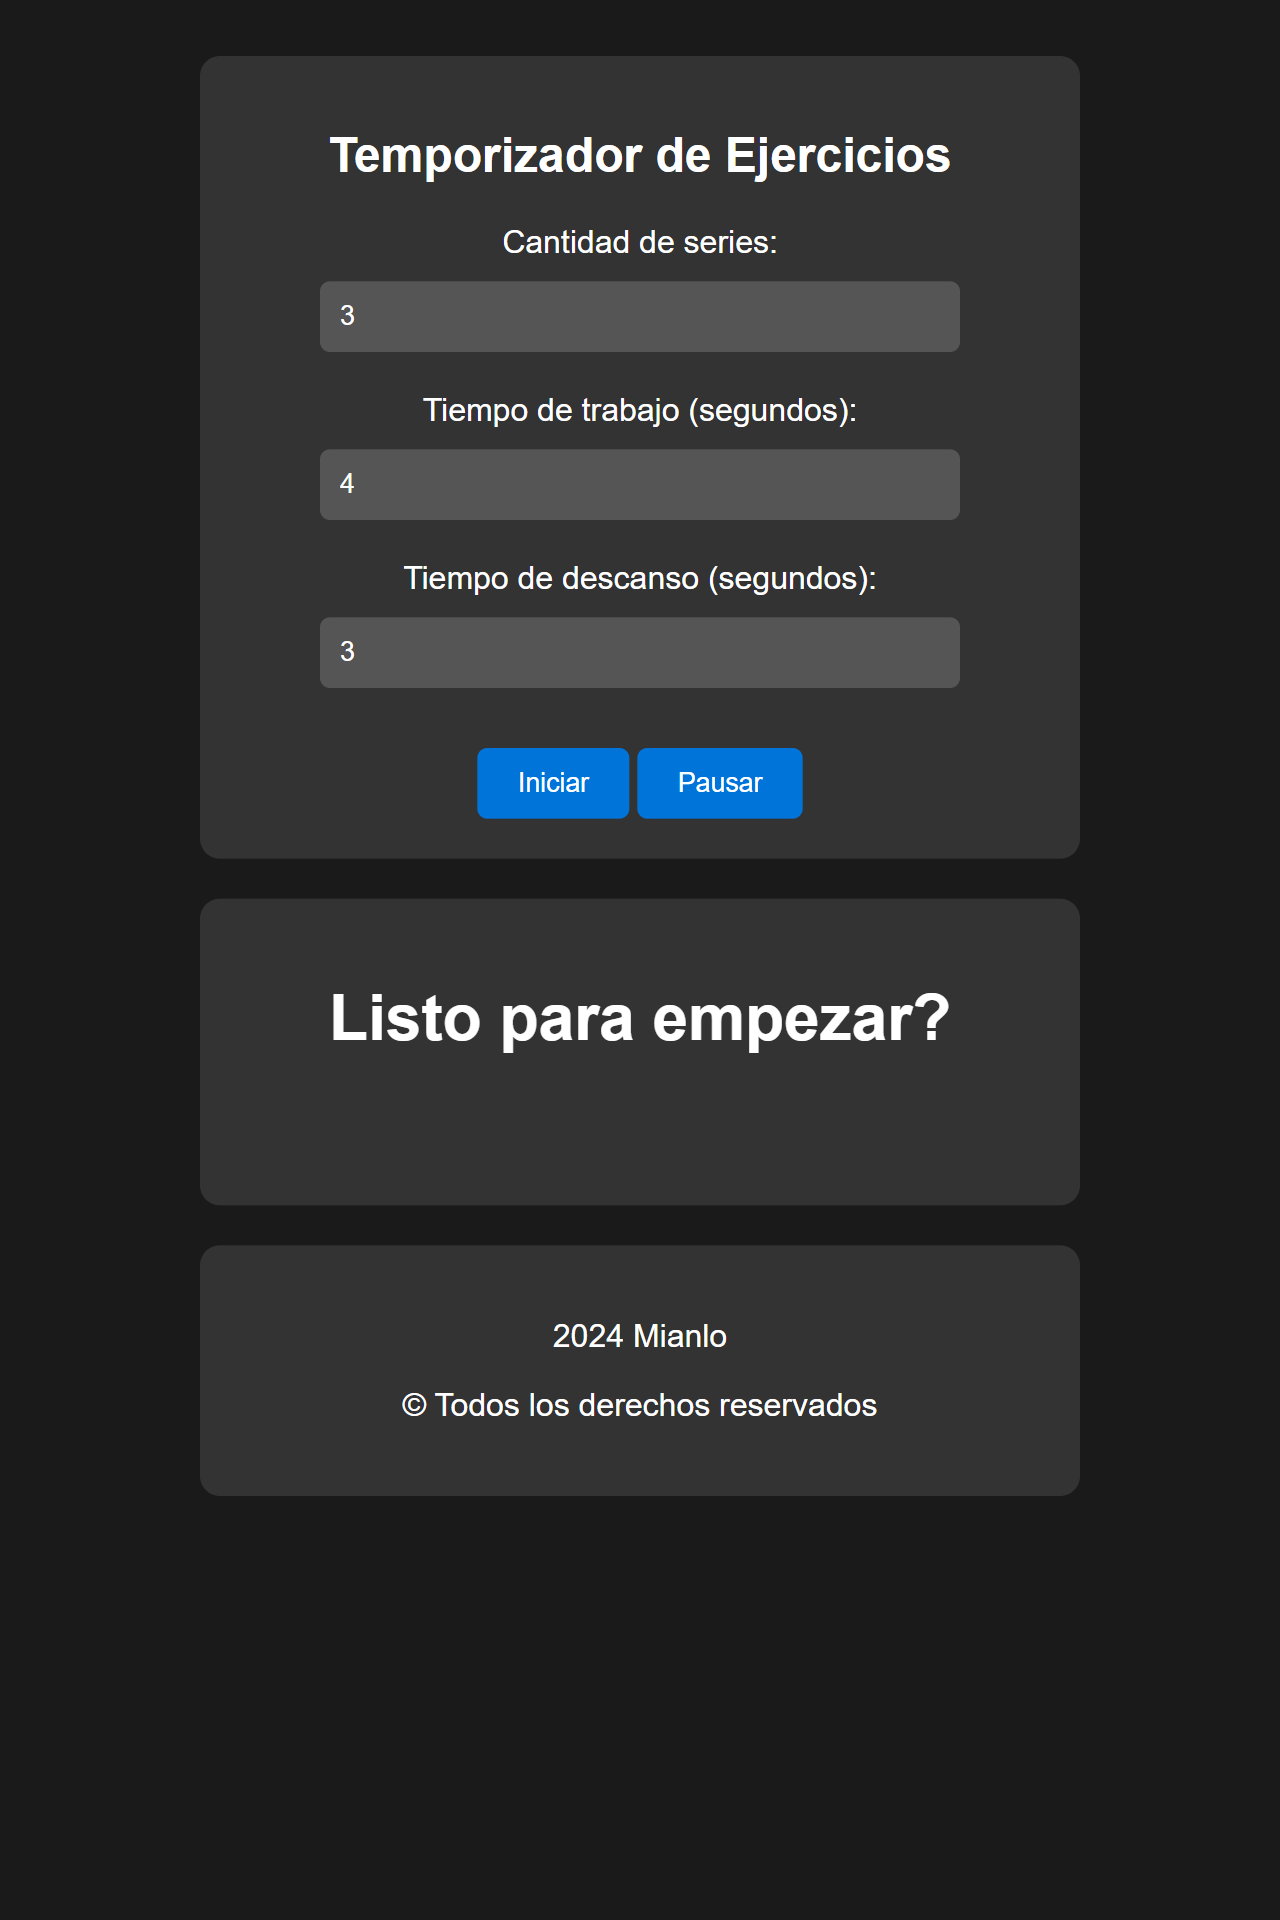 Temporizador de Ejercicios
Cantidad de series:
3
Tiempo de trabajo (segundos):
4
Tiempo de descanso (segundos):
3
Iniciar Pausar
Listo para empezar?
2024 Mianlo
© Todos los derechos reservados